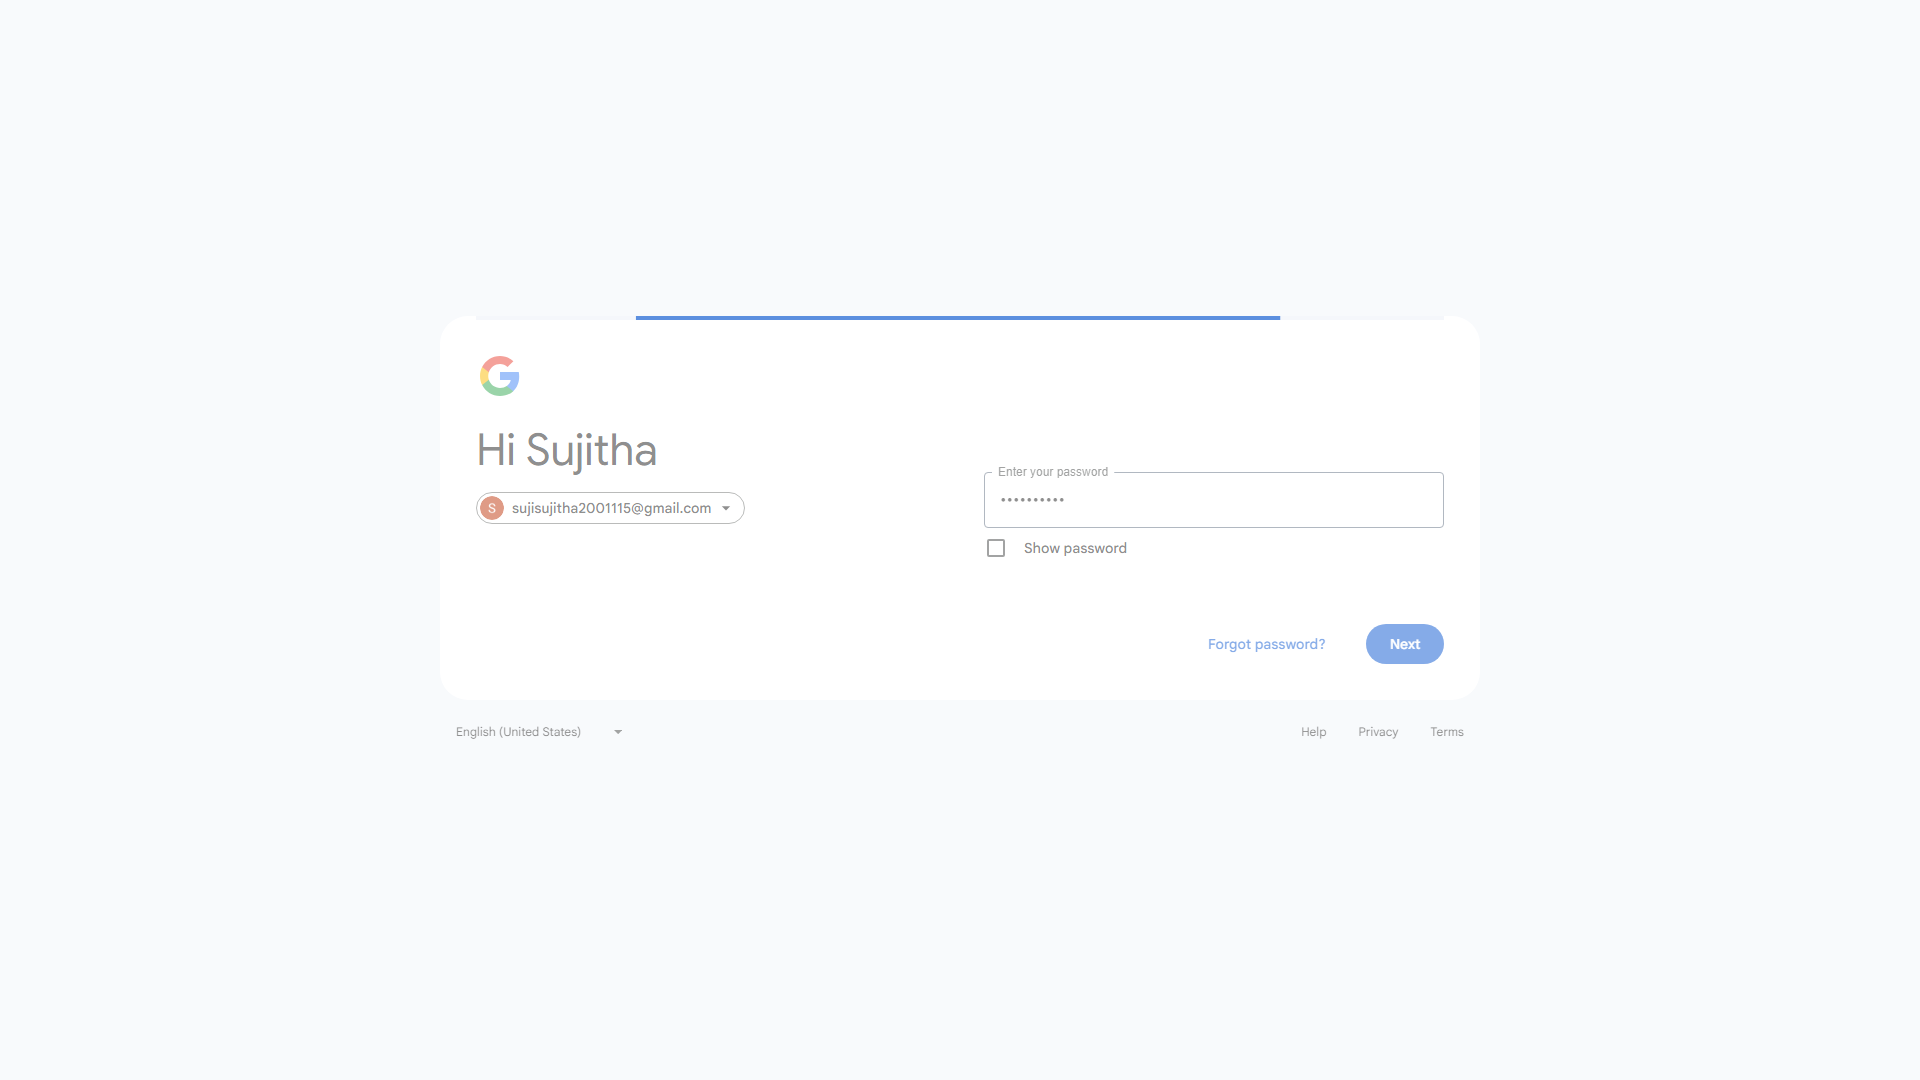 Hi Sujitha
S sujisujitha2001115@gmail.com
Enter your password
••••••••••
Show password
Forgot password?
Next
English (United States)
Help Privacy Terms